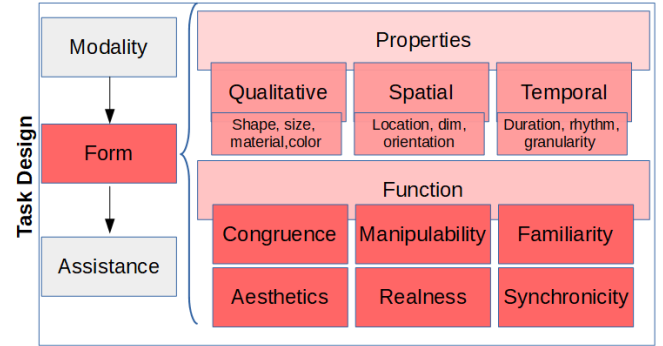 Task Design
Modality
Form
Assistance
Properties
Qualitative
Shape, size,
material,color
Spatial
Location, dim,
orientation
Temporal
Duration, rhythm,
granularity
Function
Congruence
Manipulability
Familiarity
Aesthetics
Realness
Synchronicity